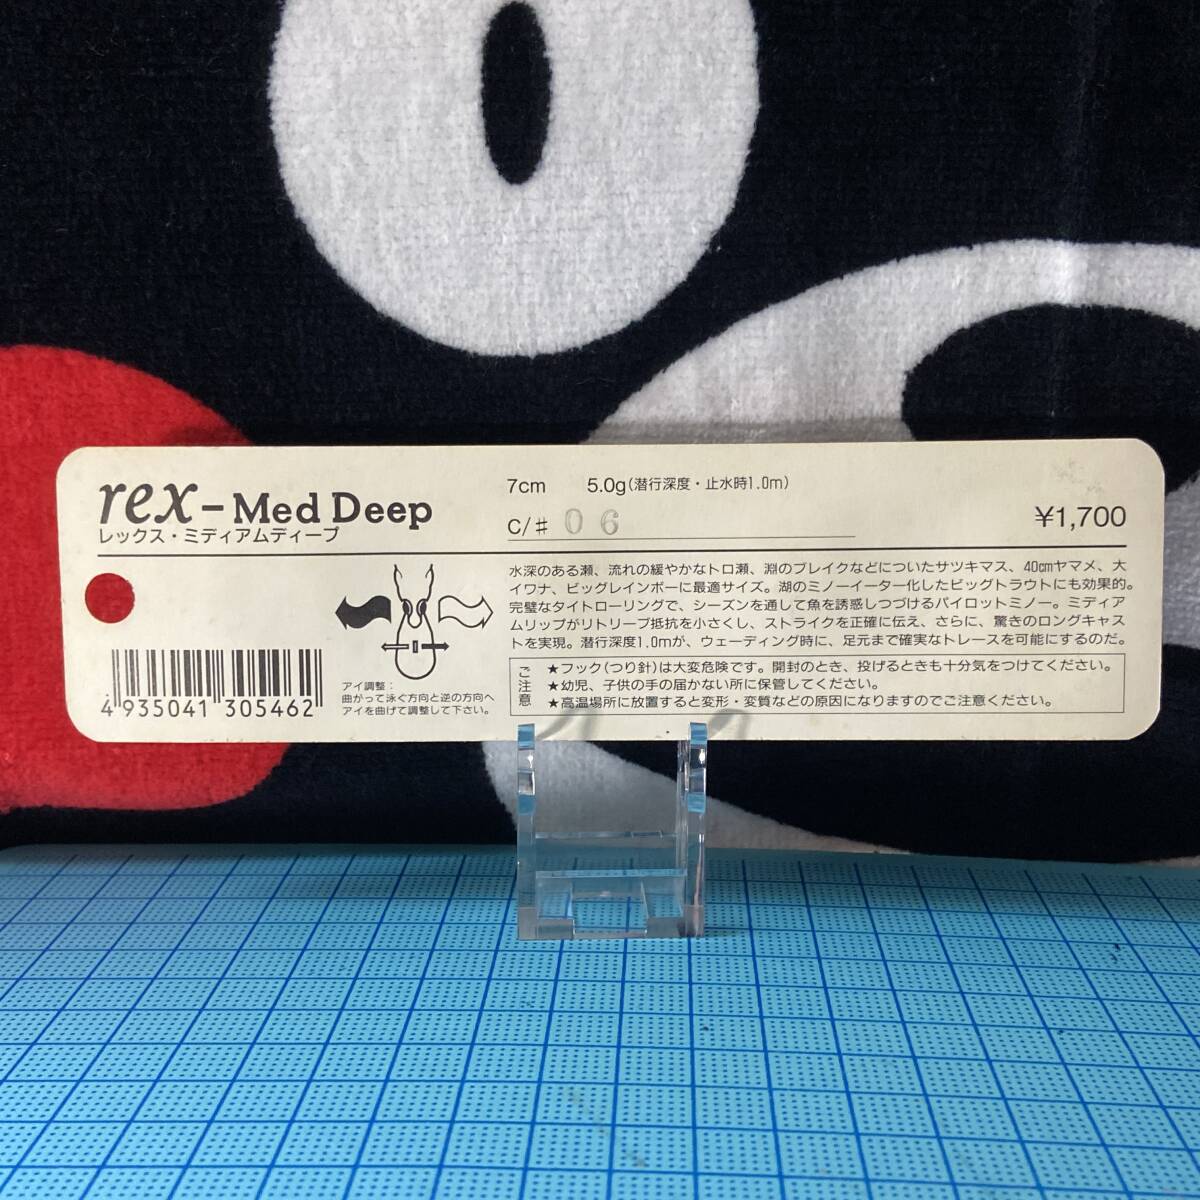 rex-Med Deep
レックス・ミディアムディープ
7cm 5.0g(潜行深度・止水時1.0m)
C/# 06
¥1,700
水深のある瀬、流れの緩やかなトロ瀬、淵のブレイクなどについたサツキマス、40cmヤマメ、大
イワナ、ビッグレインボーに最適サイズ。湖のミノーイーター化したビッグトラウトにも効果的。
完璧なタイトローリングで、シーズンを通して魚を誘惑しつづけるパイロットミノー。ミディア
ムリップがリトリーブ抵抗を小さくし、ストライクを正確に伝え、さらに、驚きのロングキャス
トを実現。潜行深度1.0mが、ウェーディング時に、足元まで確実なトレースを可能にするのだ。
ご注意
★フック(つり針)は大変危険です。開封のとき、投げるときも十分気をつけてください。
★幼児、子供の手の届かない所に保管してください。
★高温場所に放置すると変形・変質などの原因になりますのでご注意ください。
アイ調整：
曲がって泳ぐ方向と逆の方向へ
アイを曲げて調整して下さい。
4 935041 305462